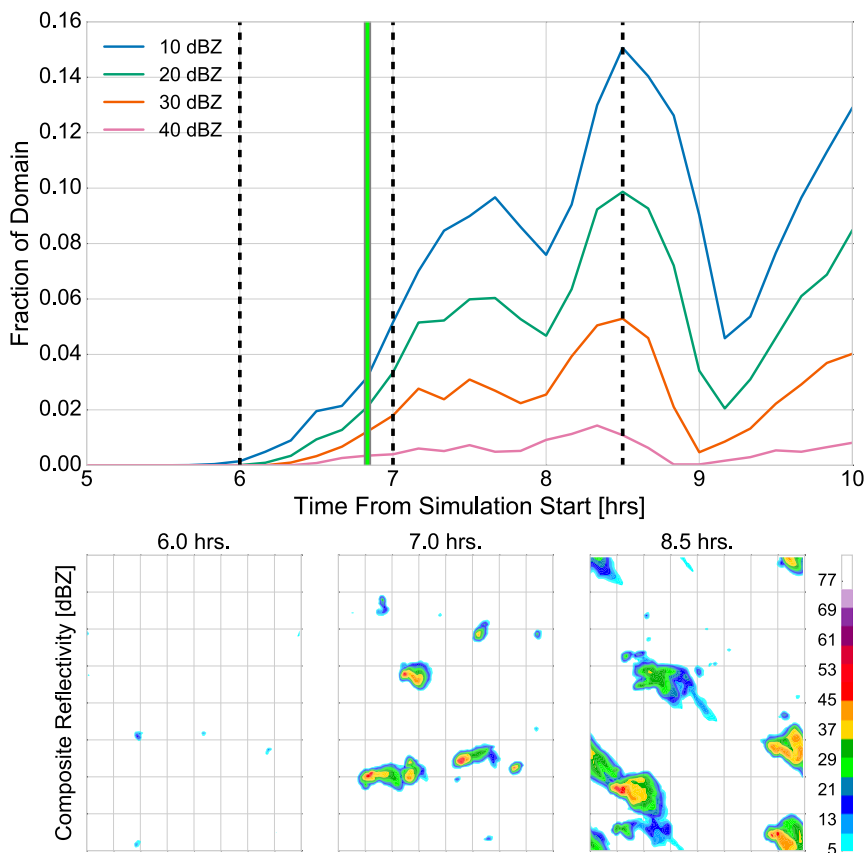 0.16
0.14
0.12
0.10
0.08
0.06
0.04
0.02
0.00
Fraction of Domain
10 dBZ
20 dBZ
30 dBZ
40 dBZ
5 6 7 8 9 10
Time From Simulation Start [hrs]
6.0 hrs. 7.0 hrs. 8.5 hrs.
Composite Reflectivity [dBZ]
77
69
61
53
45
37
29
21
13
5